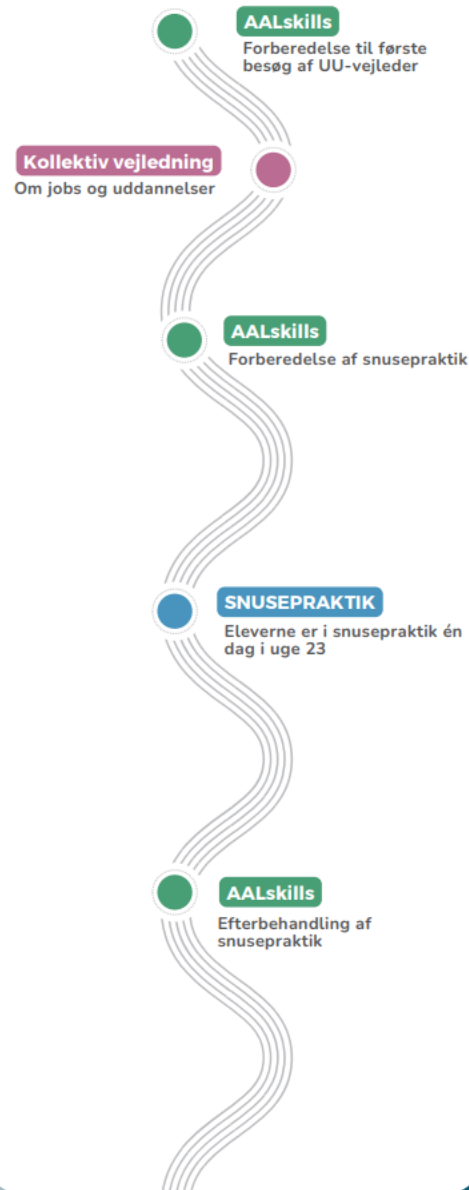 AALskills
Forberedelse til første
besøg af UU-vejleder
Kollektiv vejledning
Om jobs og uddannelser
AALskills
Forberedelse af snusepraktik
SNUSEPRAKTIK
Eleverne er i snusepraktik én
dag i uge 23
AALskills
Efterbehandling af
snusepraktik